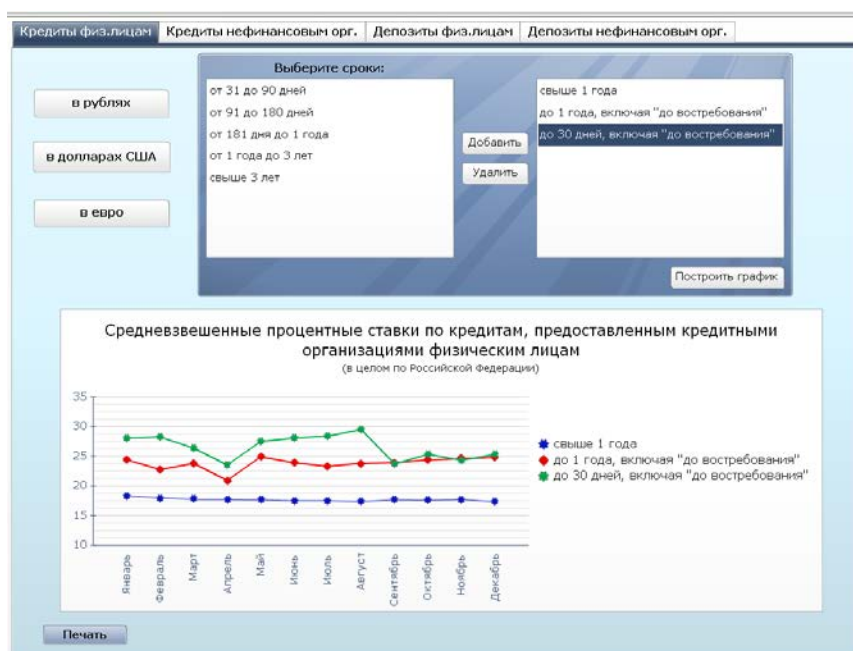 Кредиты физ.лицам
Кредиты нефинансовым орг.
Депозиты физ.лицам
Депозиты нефинансовым орг.
в рублях
в долларах США
в евро
Выберите сроки:
от 31 до 90 дней
от 91 до 180 дней
от 181 дня до 1 года
от 1 года до 3 лет
свыше 3 лет
Добавить
Удалить
свыше 1 года
до 1 года, включая "до востребования"
до 30 дней, включая "до востребования"
Построить график
Средневзвешенные процентные ставки по кредитам, предоставленным кредитными
организациями физическим лицам
(в целом по Российской Федерации)
35
30
25
20
15
10
Январь
Февраль
Март
Апрель
Май
Июнь
Июль
Август
Сентябрь
Октябрь
Ноябрь
Декабрь
свыше 1 года
до 1 года, включая "до востребования"
до 30 дней, включая "до востребования"
Печать